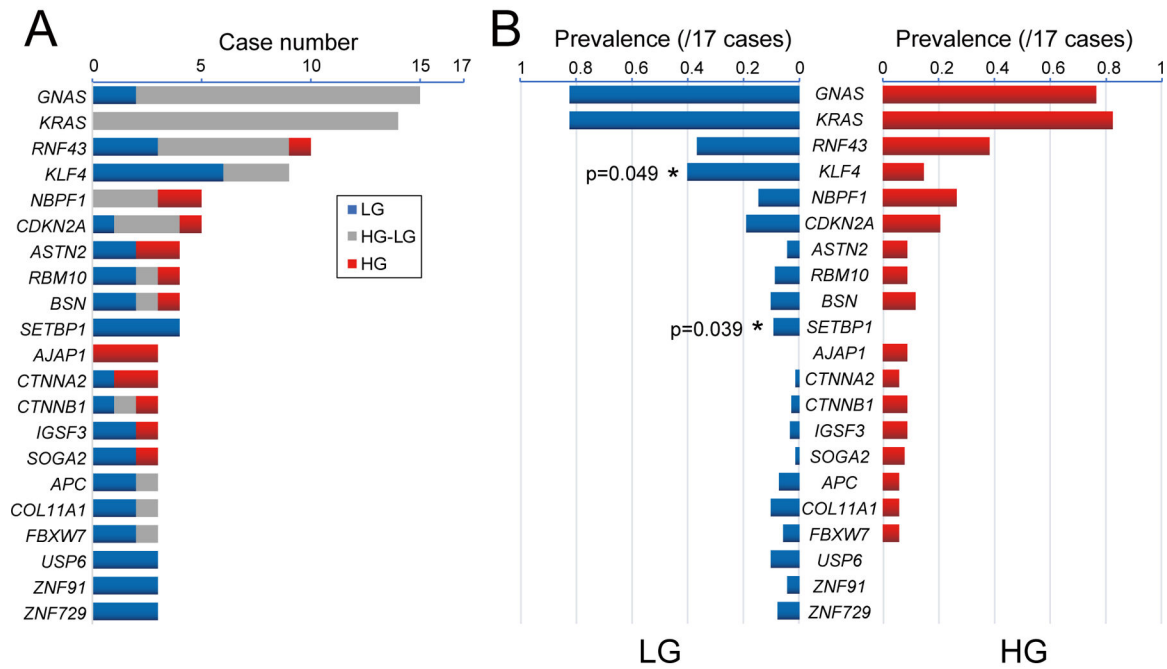 A
Case number
0 5 10 15 17
GNAS
KRAS
RNF43
KLF4
NBPF1
CDKN2A
ASTN2
RBM10
BSN
SETBP1
AJAP1
CTNNA2
CTNNB1
IGSF3
SOGA2
APC
COL11A1
FBXW7
USP6
ZNF91
ZNF729
LG
HG-LG
HG
B
Prevalence (/17 cases)
1 0.8 0.6 0.4 0.2 0
Prevalence (/17 cases)
0 0.2 0.4 0.6 0.8 1
GNAS
KRAS
RNF43
p=0.049 * KLF4
NBPF1
CDKN2A
ASTN2
RBM10
BSN
p=0.039 * SETBP1
AJAP1
CTNNA2
CTNNB1
IGSF3
SOGA2
APC
COL11A1
FBXW7
USP6
ZNF91
ZNF729
LG
HG